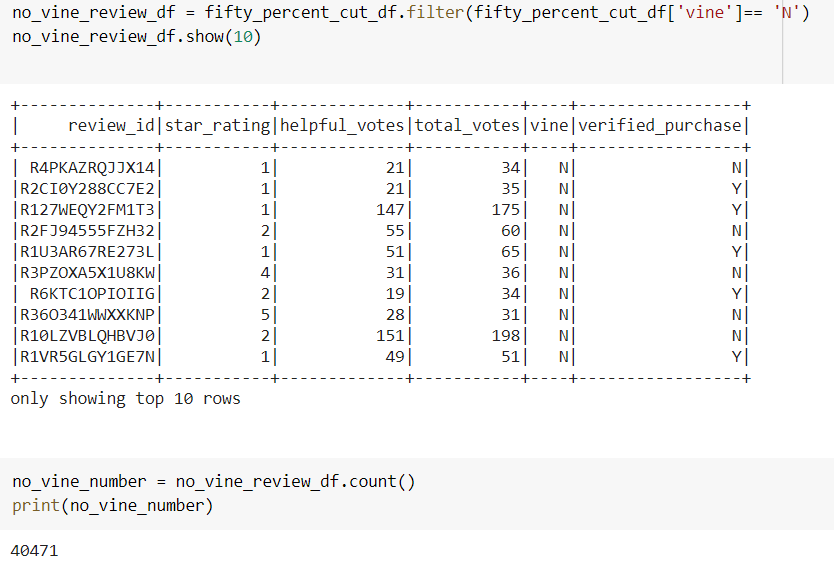 no_vine_review_df = fifty_percent_cut_df.filter(fifty_percent_cut_df['vine']== 'N')
no_vine_review_df.show(10)
+--------------+-----------+-------------+-----------+----+-----------------+
|     review_id|star_rating|helpful_votes|total_votes|vine|verified_purchase|
+--------------+-----------+-------------+-----------+----+-----------------+
| R4PKAZRQJJX14|          1|           21|         34|   N|                N|
|R2CI0Y288CC7E2|          1|           21|         35|   N|                Y|
|R127WEQY2FM1T3|          1|          147|        175|   N|                Y|
|R2FJ94555FZH32|          2|           55|         60|   N|                N|
|R1U3AR67RE273L|          1|           51|         65|   N|                Y|
|R3PZOXA5X1U8KW|          4|           31|         36|   N|                N|
| R6KTC1OPIOIIG|          2|           19|         34|   N|                Y|
|R36O341WWXXKNP|          5|           28|         31|   N|                N|
|R10LZVBLQHBVJ0|          2|          151|        198|   N|                N|
|R1VR5GLGY1GE7N|          1|           49|         51|   N|                Y|
+--------------+-----------+-------------+-----------+----+-----------------+
only showing top 10 rows
no_vine_number = no_vine_review_df.count()
print(no_vine_number)
40471